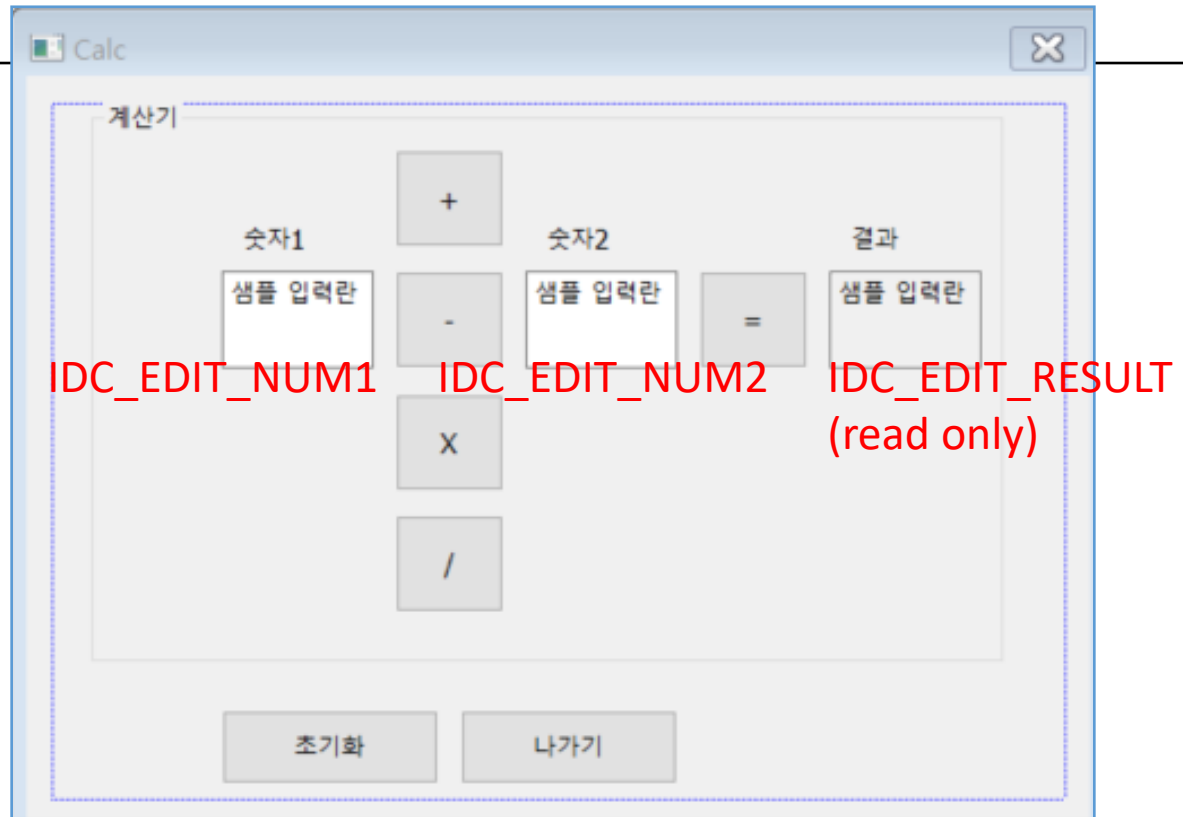 Calc
계산기
+
숫자1 숫자2 결과
샘플 입력란 - 샘플 입력란 = 샘플 입력란
IDC_EDIT_NUM1 IDC_EDIT_NUM2 IDC_EDIT_RESULT
(read only)
X
/
초기화 나가기